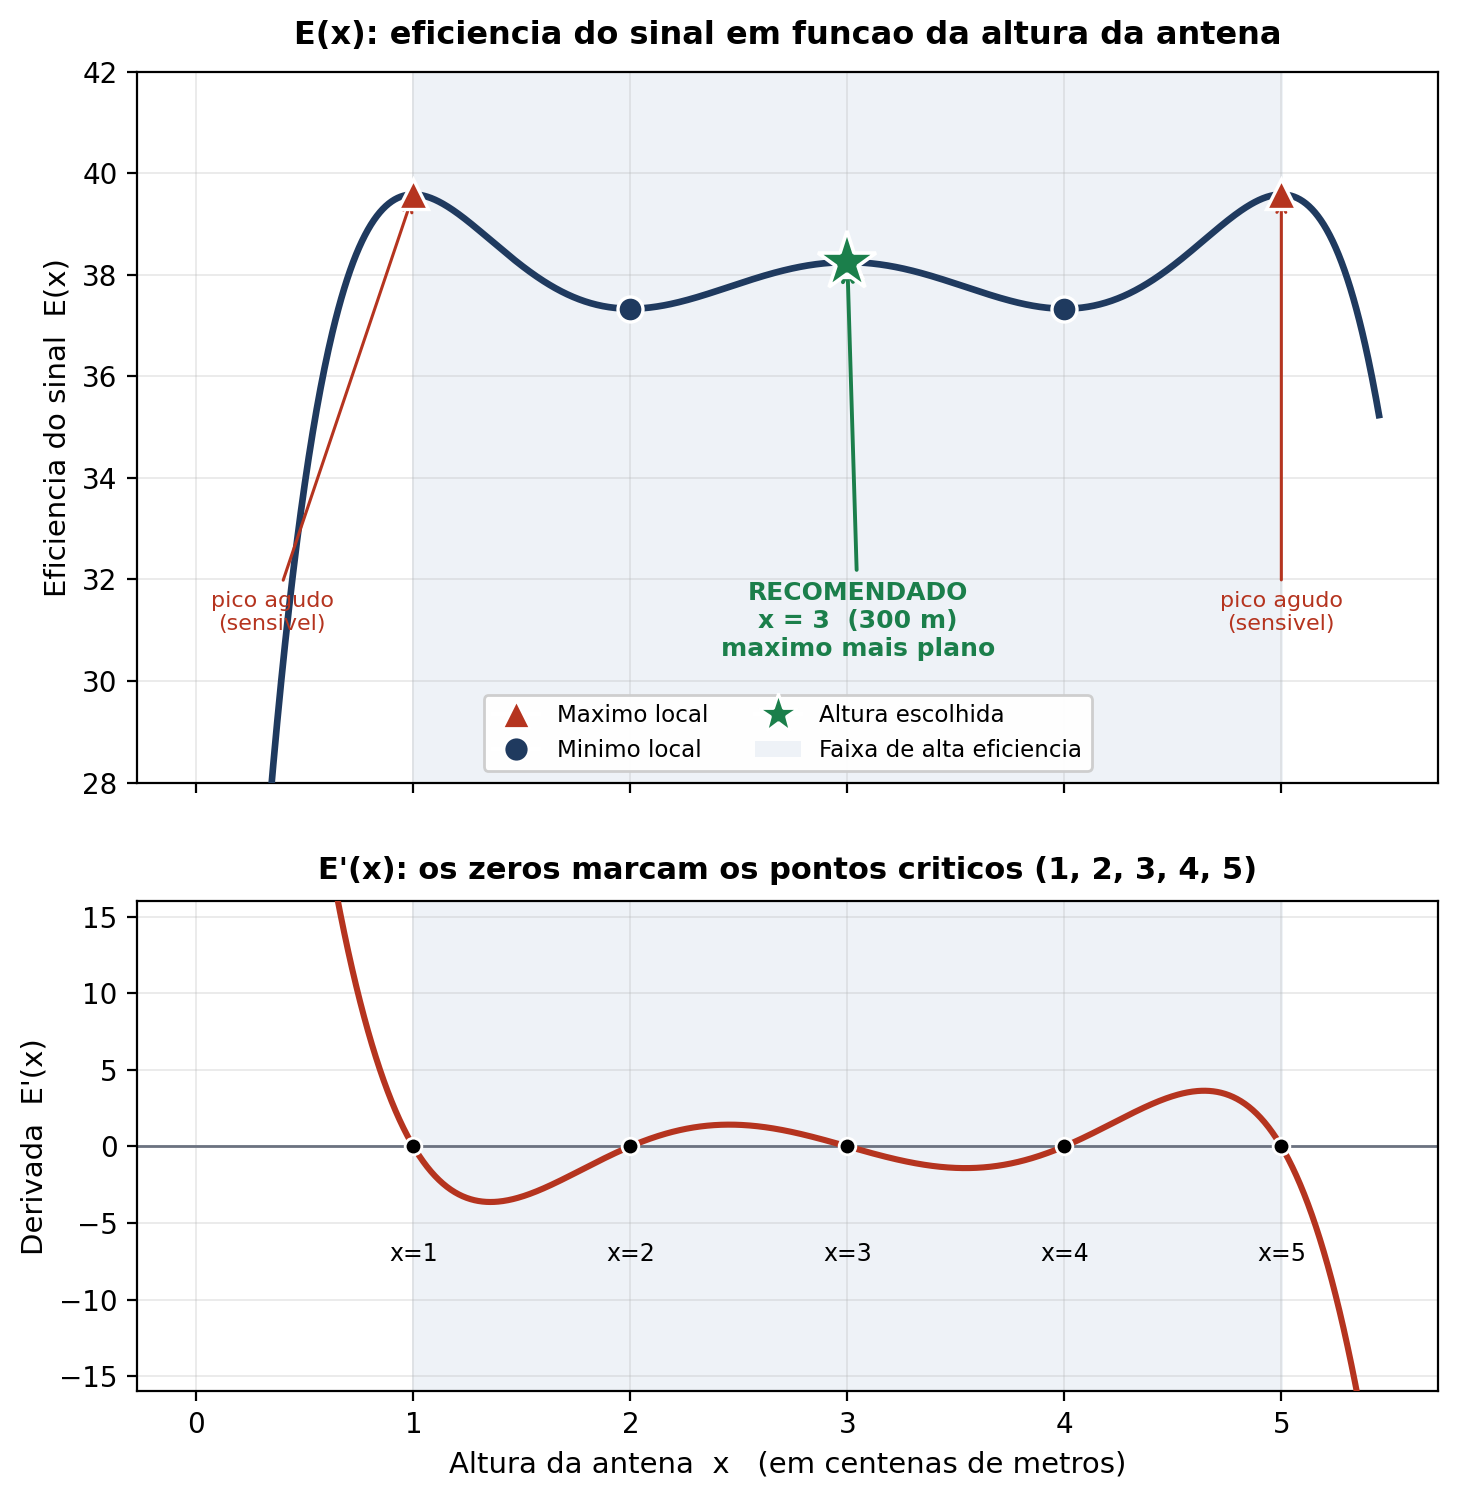 E(x): eficiencia do sinal em funcao da altura da antena
42
40
38
36
34
32
30
28
Eficiencia do sinal  E(x)
pico agudo
(sensivel)
RECOMENDADO
x = 3  (300 m)
maximo mais plano
pico agudo
(sensivel)
Maximo local
Minimo local
Altura escolhida
Faixa de alta eficiencia
E'(x): os zeros marcam os pontos criticos (1, 2, 3, 4, 5)
15
10
5
0
−5
−10
−15
Derivada  E'(x)
x=1
x=2
x=3
x=4
x=5
0
1
2
3
4
5
Altura da antena  x   (em centenas de metros)